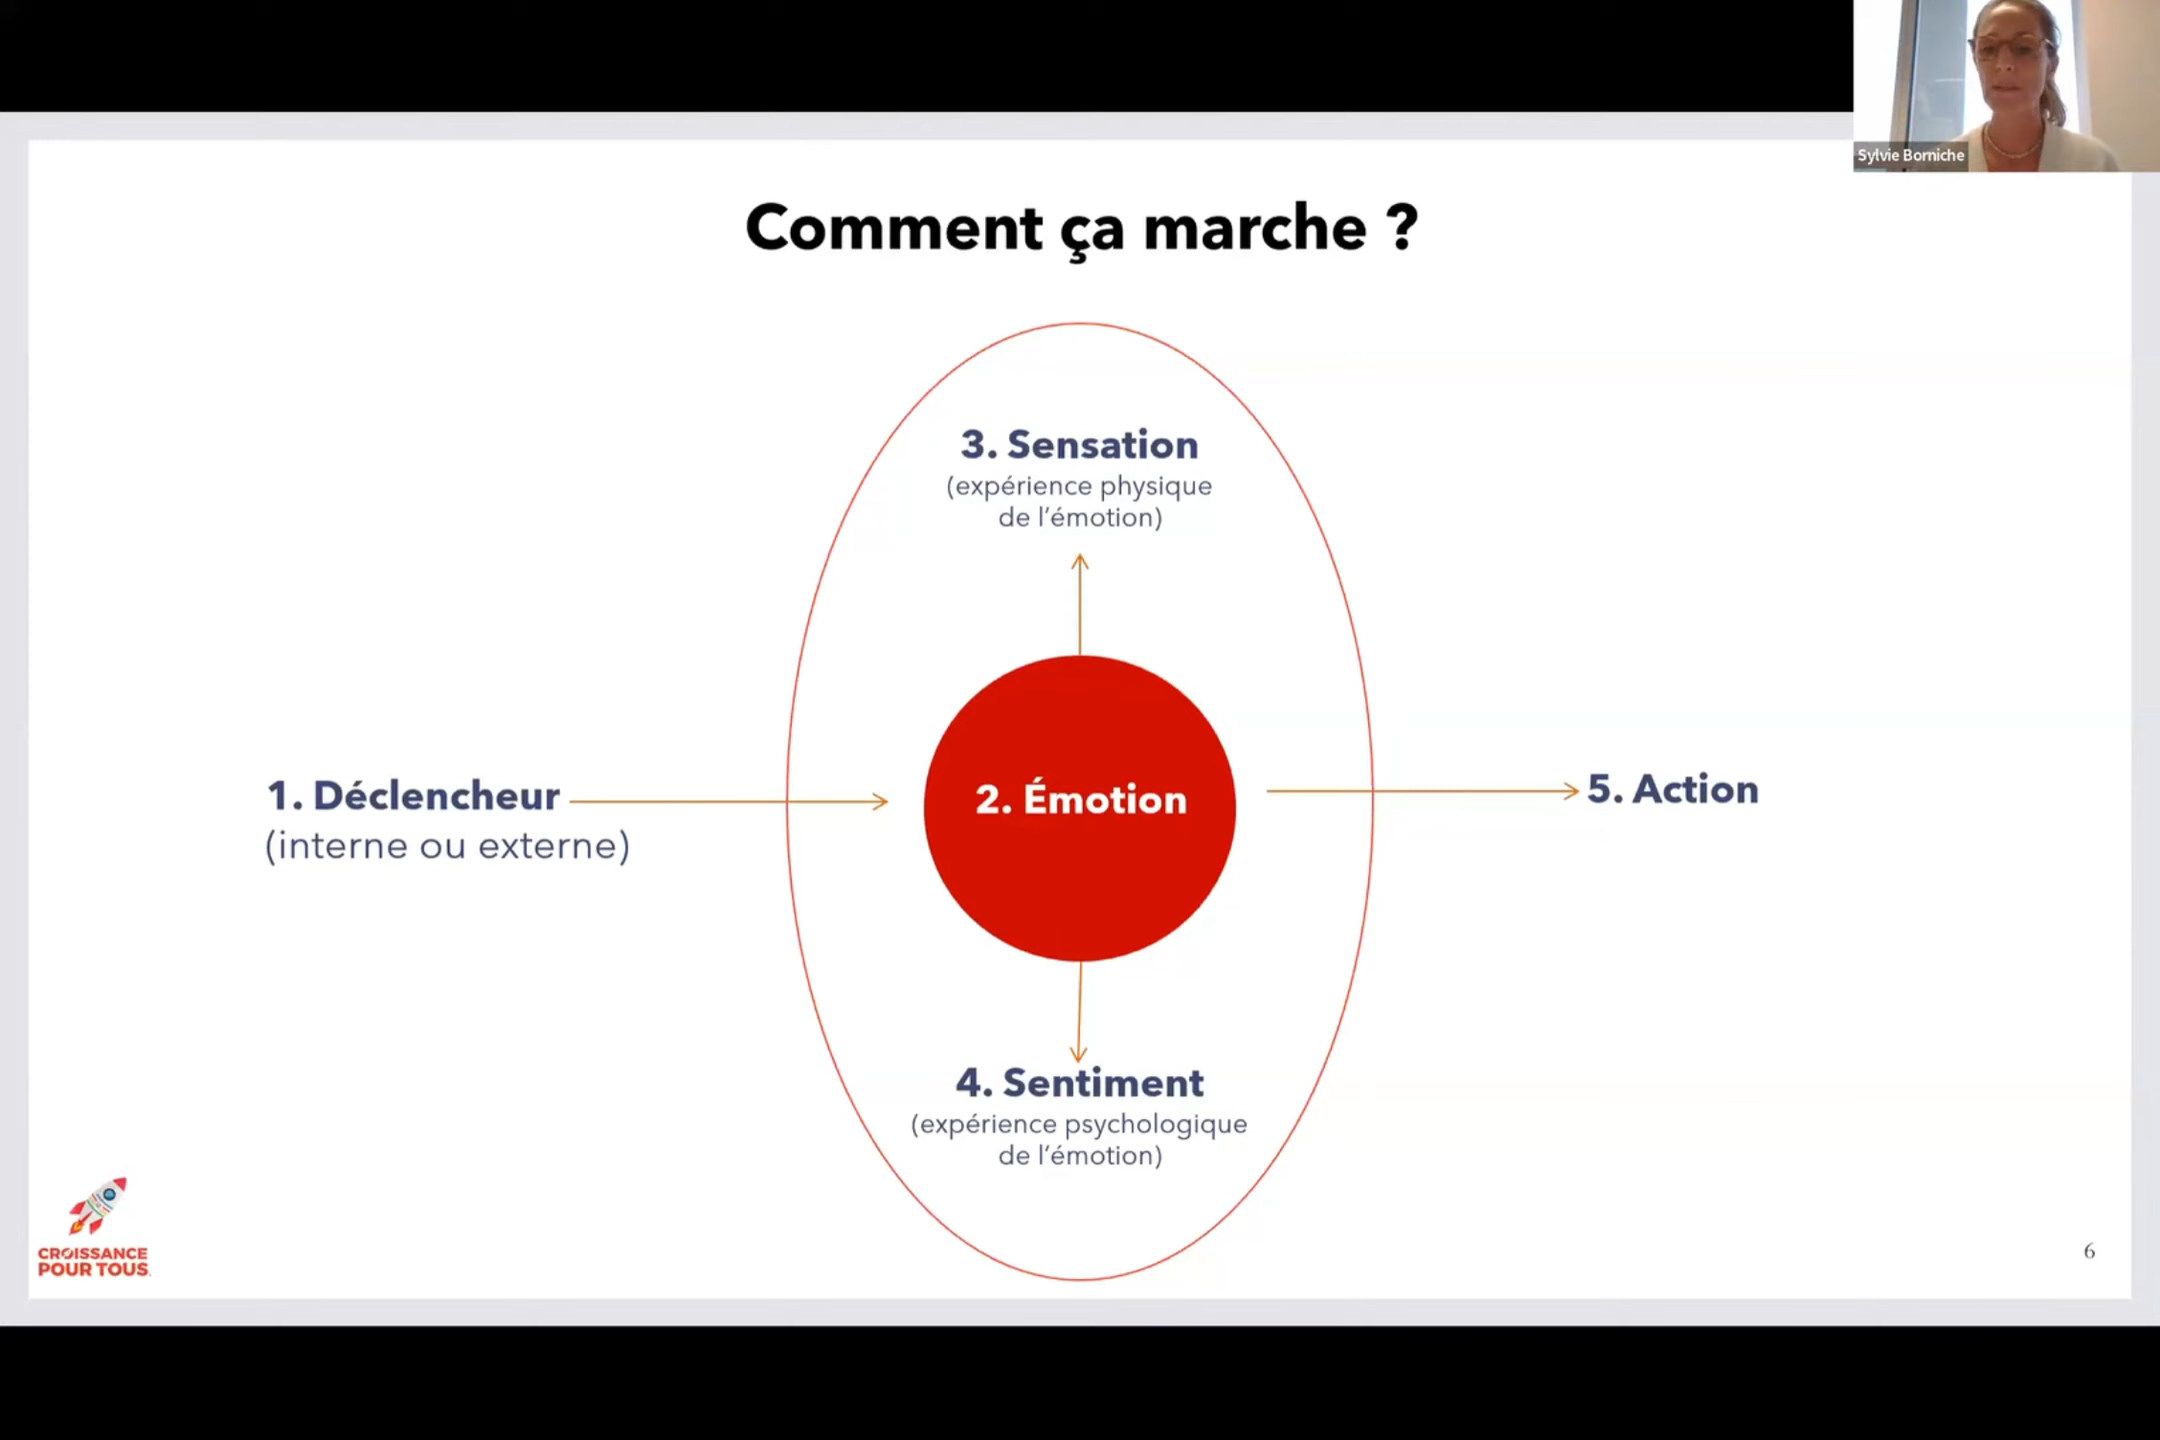 Sylvie Borniche
Comment ça marche ?
3. Sensation
(expérience physique
de l'émotion)
1. Déclencheur
(interne ou externe)
2. Émotion
5. Action
4. Sentiment
(expérience psychologique
de l'émotion)
CROISSANCE
POUR TOUS
6